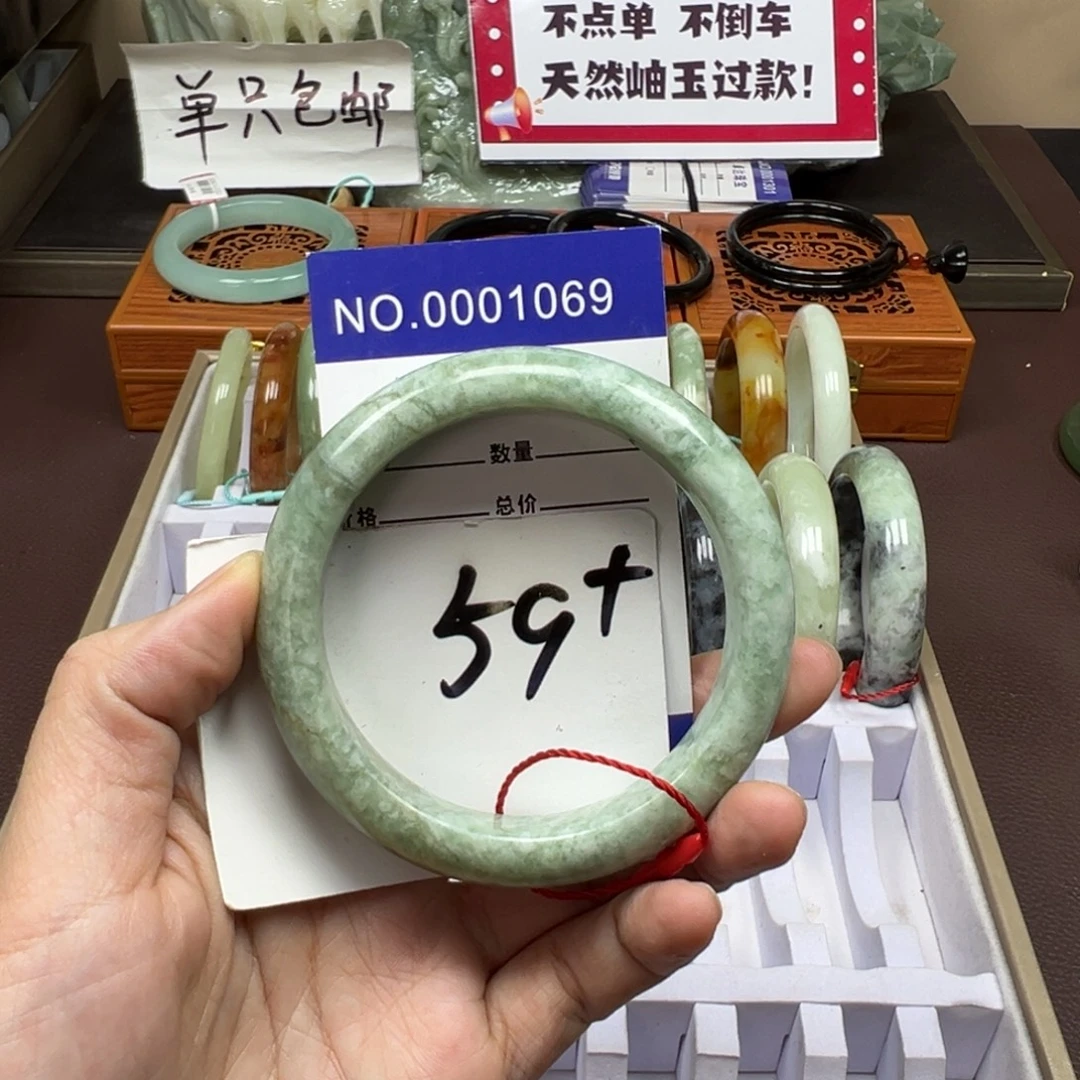 不点单 不倒车
天然岫玉过款!
单只包邮
NO.0001069
数量
价格 总价
59+